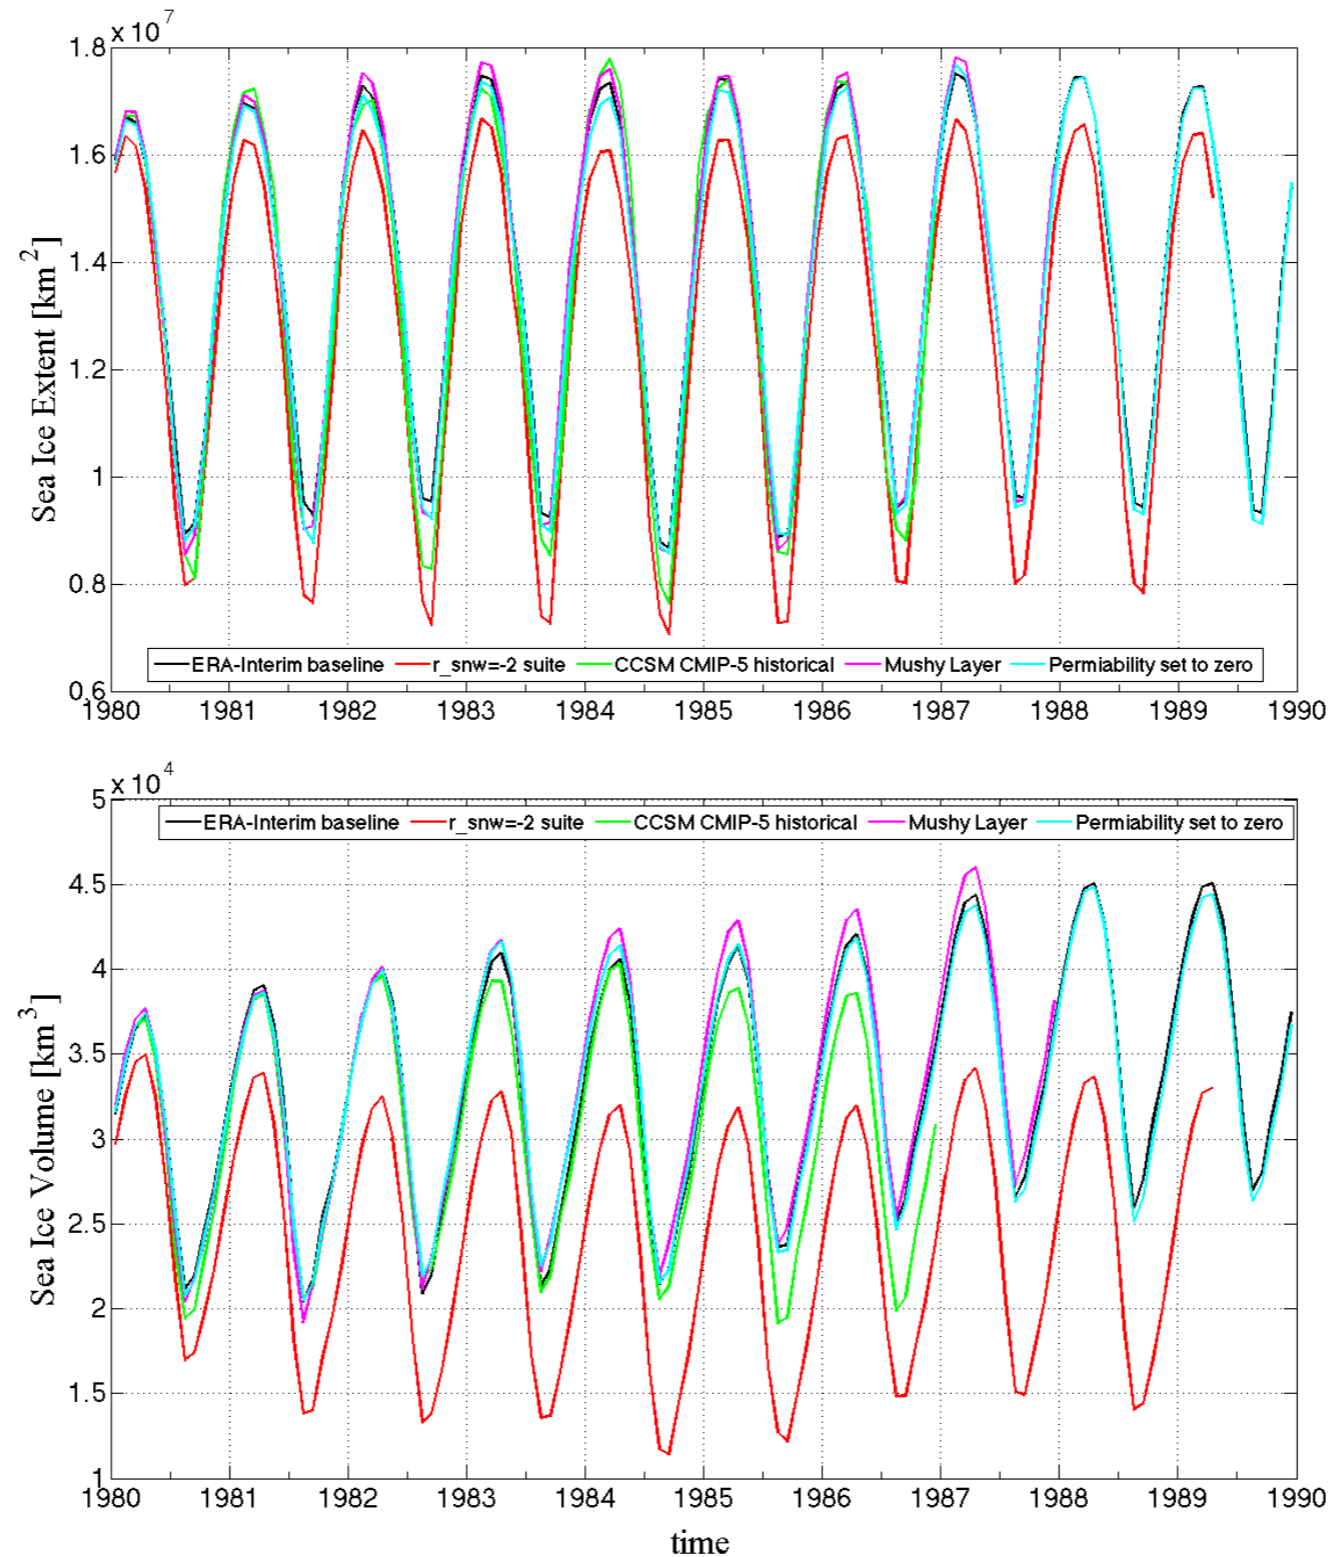 x 10^7
1.8
1.6
1.4
1.2
1
0.8
0.6
Sea Ice Extent [km^2]
ERA-Interim baseline r_snw=-2 suite CCSM CMIP-5 historical Mushy Layer Permiability set to zero
1980 1981 1982 1983 1984 1985 1986 1987 1988 1989 1990
x 10^4
5
4.5
4
3.5
3
2.5
2
1.5
1
Sea Ice Volume [km^3]
ERA-Interim baseline r_snw=-2 suite CCSM CMIP-5 historical Mushy Layer Permiability set to zero
1980 1981 1982 1983 1984 1985 1986 1987 1988 1989 1990
time